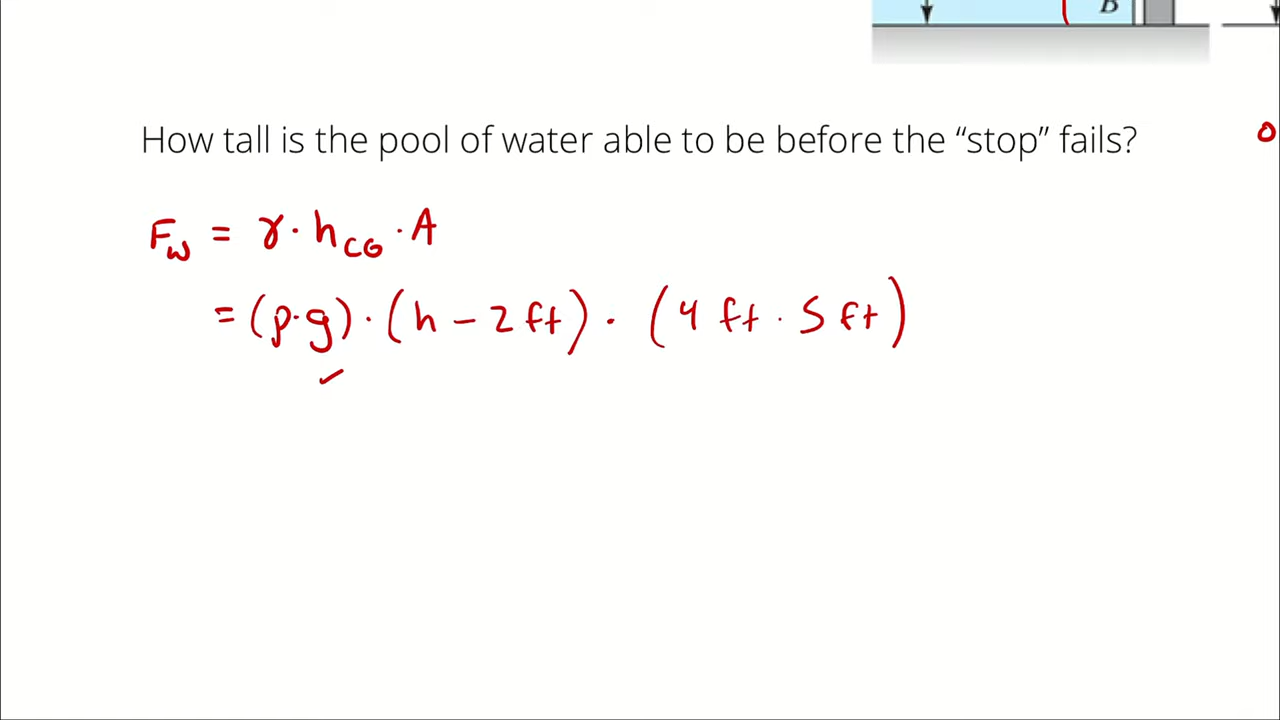 B
How tall is the pool of water able to be before the “stop” fails?
F_W = γ · h_CG · A
= (ρ·g) · (h − 2 ft) · (4 ft · 5 ft)